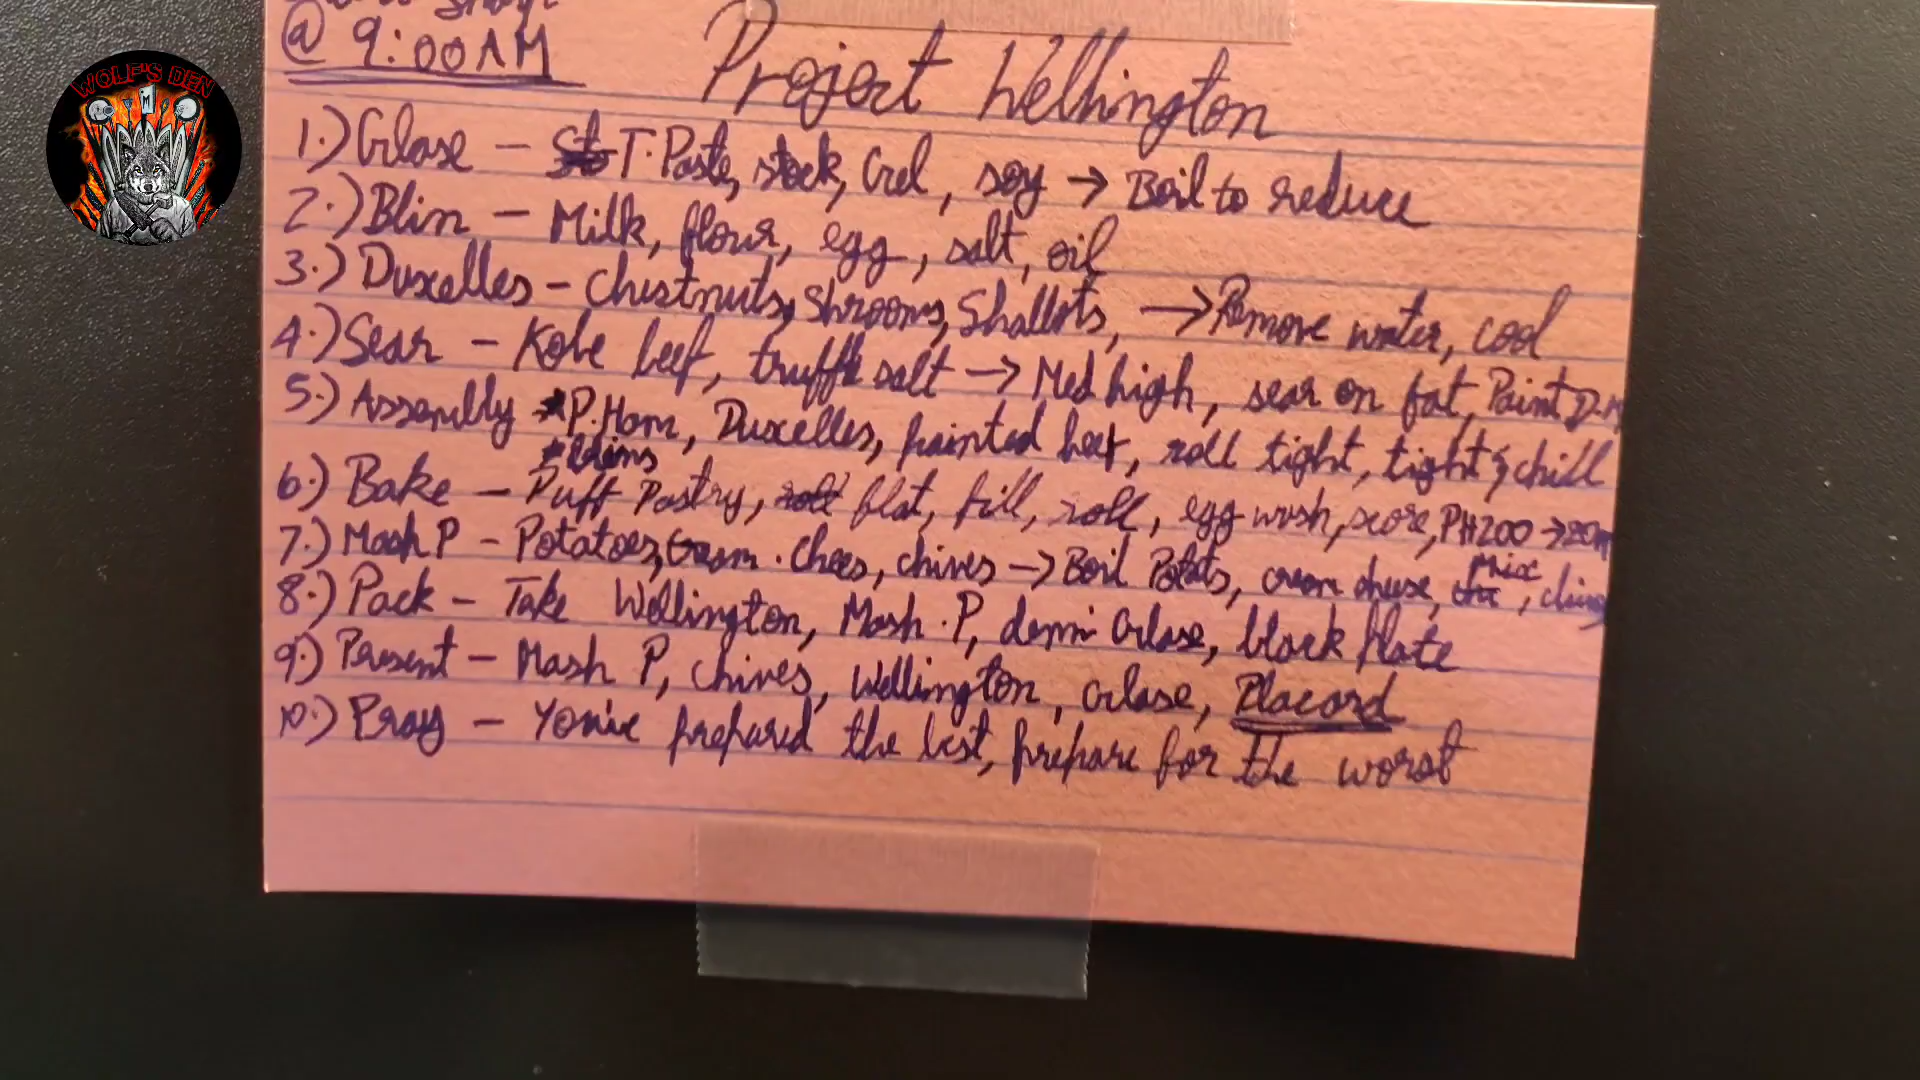 WOLF'S DEN
M
@ 9:00AM
Project Wellington
1.) Glase - T. Paste, stock, Gel, soy → Boil to reduce
2.) Blin - Milk, flour, egg, salt, oil
3.) Duxelles - Chestnuts, Shrooms, Shallots, → Remove water, cool
4.) Sear - Kobe beef, truffle salt → Med high, sear on fat, Paint D.M
5.) Assembly *P. Ham, Duxelles, painted beef, roll tight, tight & chill
*blins
6.) Bake - Puff Pastry, roll flat, fill, roll, egg wash, score, PH200 → 20m
7.) Mash P - Potatoes, Cream. Chees, chives → Boil Potats, cream cheese, Mix, chives
8.) Pack - Take Wellington, Mash. P, demi Glase, black plate
9.) Present - Mash P, chives, Wellington, Glase, Placard
10.) Pray - You've prepared the best, prepare for the worst